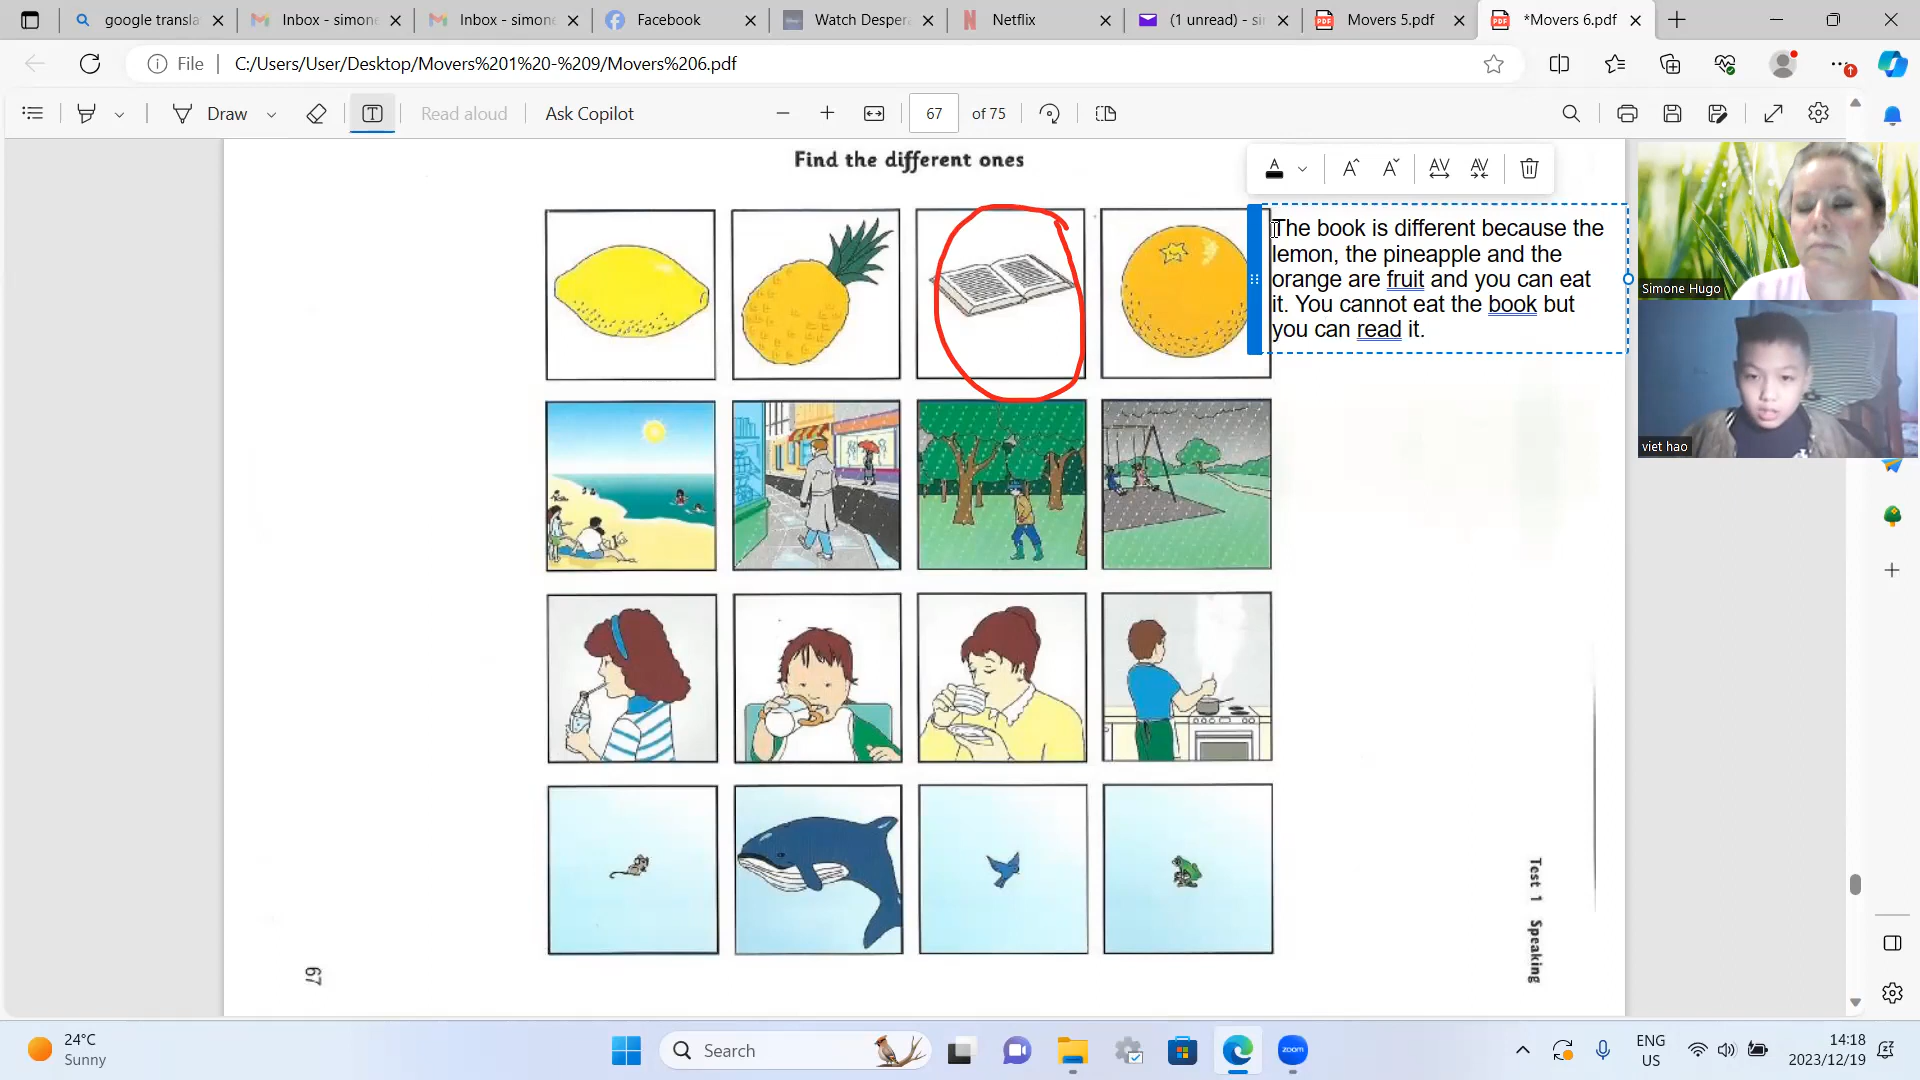 google transla
Inbox - simone
Inbox - simone
Facebook
Watch Despera
Netflix
(1 unread) - si
Movers 5.pdf
*Movers 6.pdf
File
C:/Users/User/Desktop/Movers%201%20-%209/Movers%206.pdf
Draw
Read aloud
Ask Copilot
67
of 75
Find the different ones
The book is different because the
lemon, the pineapple and the
orange are fruit and you can eat
it. You cannot eat the book but
you can read it.
Simone Hugo
viet hao
Test 1 Speaking
67
24°C
Sunny
Search
zoom
ENG
US
14:18
2023/12/19